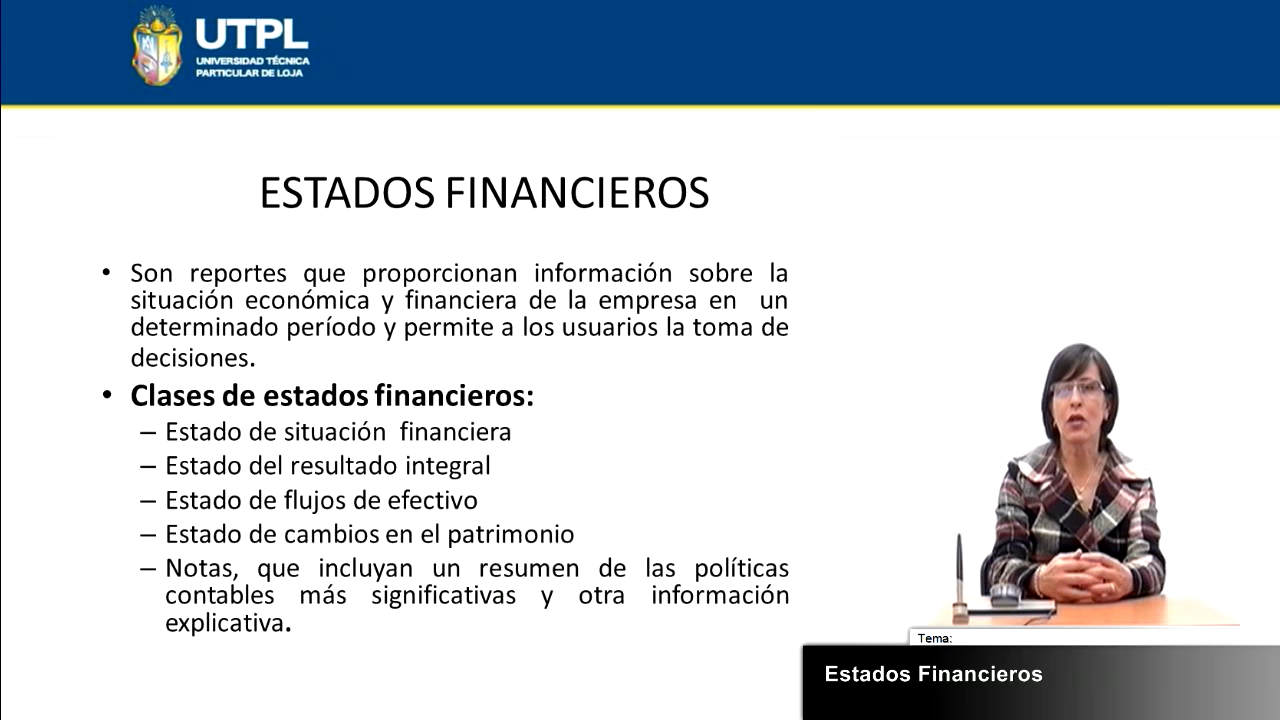 UTPL
UNIVERSIDAD TÉCNICA
PARTICULAR DE LOJA
ESTADOS FINANCIEROS
• Son reportes que proporcionan información sobre la
situación económica y financiera de la empresa en un
determinado período y permite a los usuarios la toma de
decisiones.
• Clases de estados financieros:
– Estado de situación financiera
– Estado del resultado integral
– Estado de flujos de efectivo
– Estado de cambios en el patrimonio
– Notas, que incluyan un resumen de las políticas
contables más significativas y otra información
explicativa.
Tema:
Estados Financieros